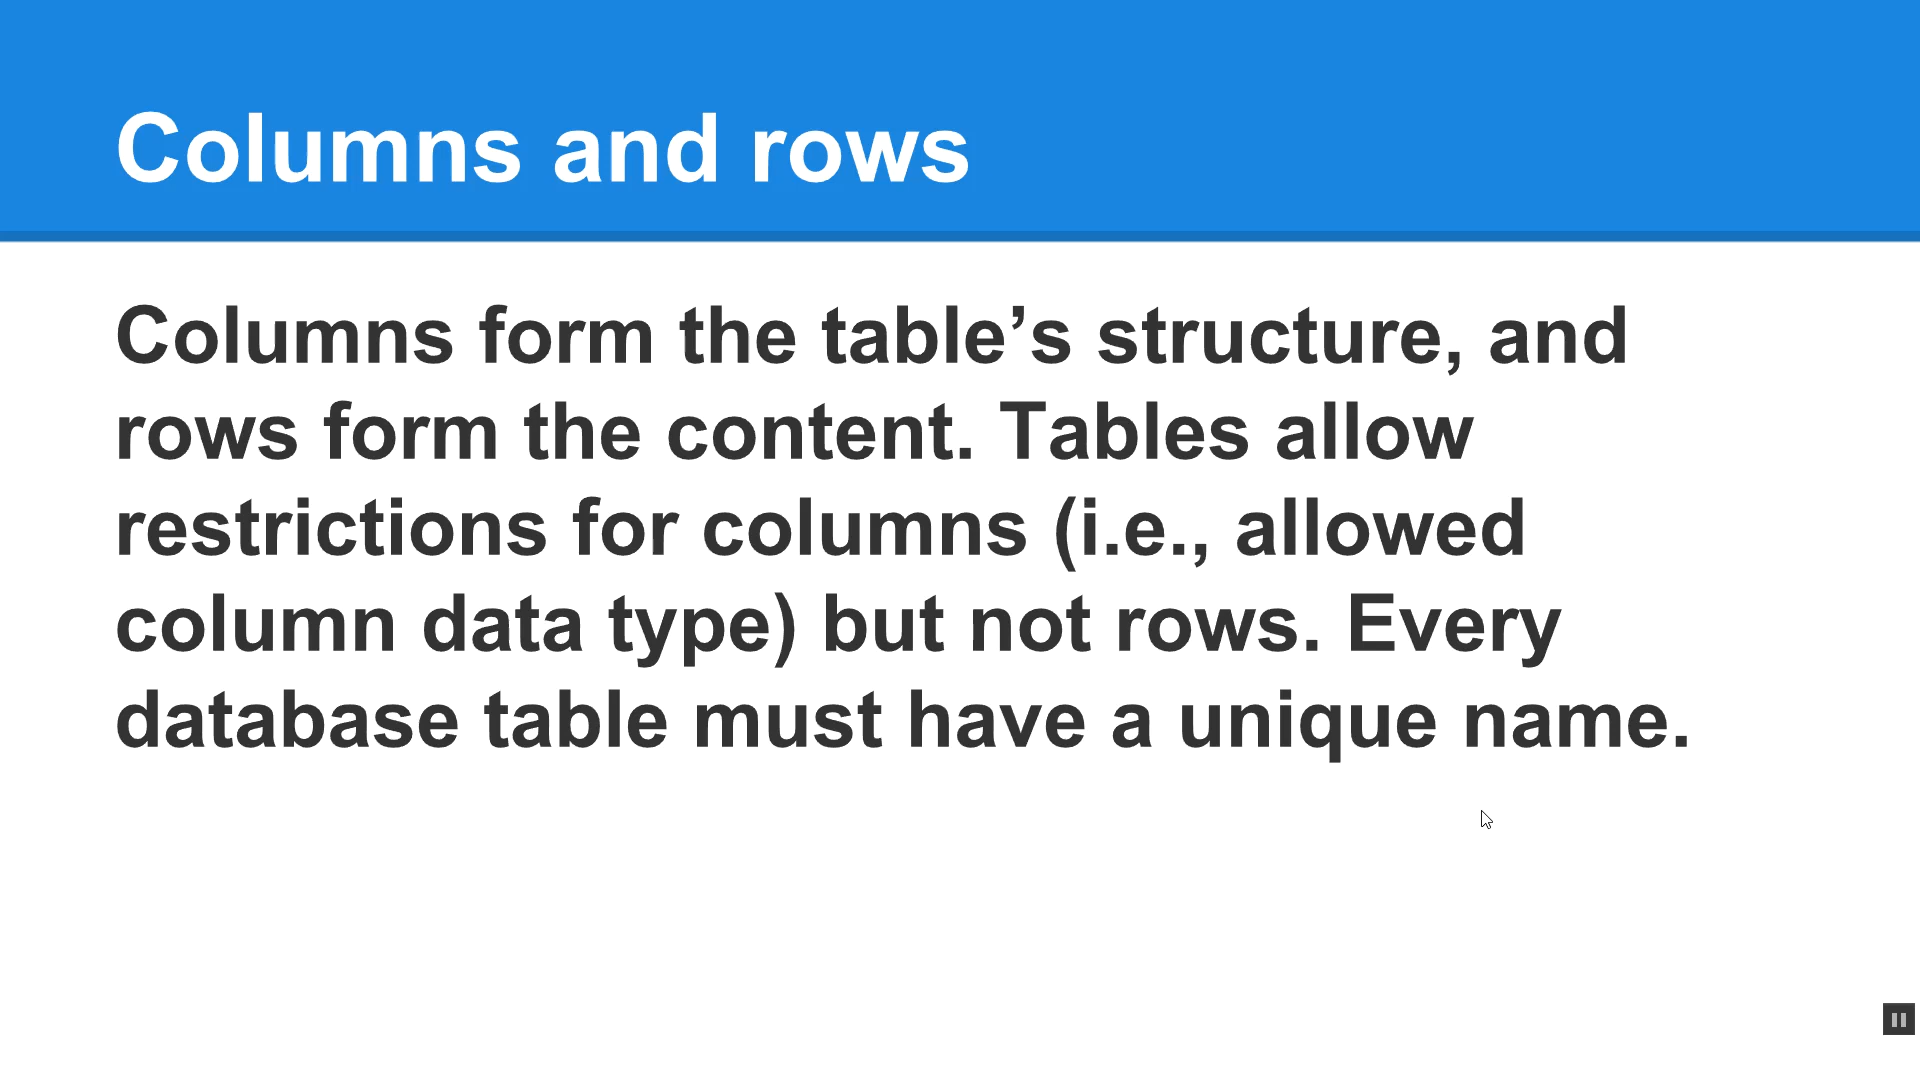 Columns and rows
Columns form the table’s structure, and
rows form the content. Tables allow
restrictions for columns (i.e., allowed
column data type) but not rows. Every
database table must have a unique name.